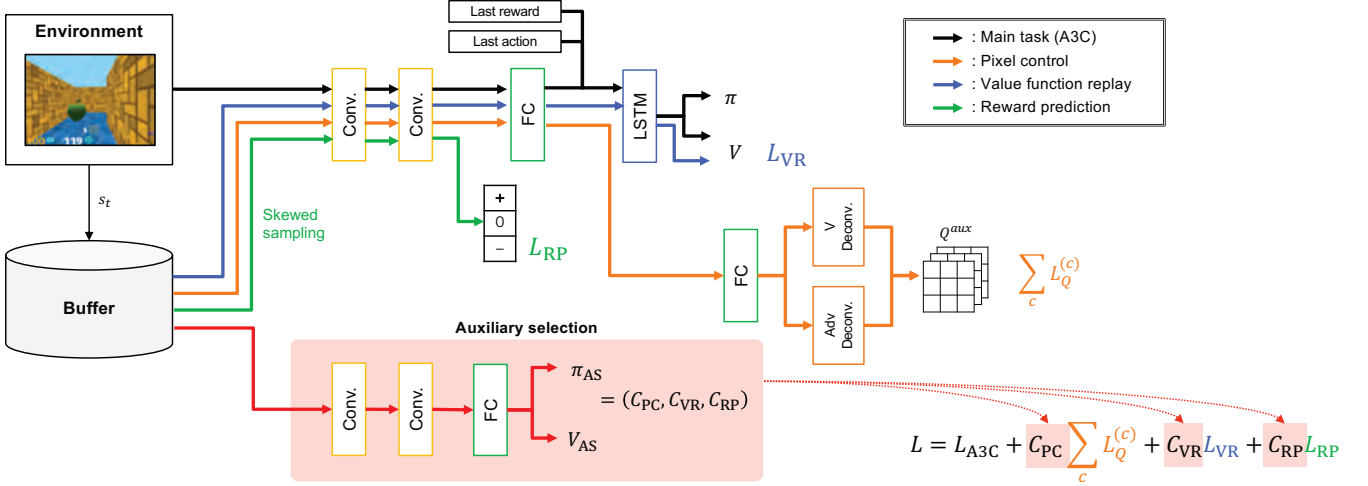 Environment
119
Last reward
Last action
: Main task (A3C)
: Pixel control
: Value function replay
: Reward prediction
Conv.
Conv.
FC
LSTM
π
V
L_VR
s_t
Skewed
sampling
+
0
−
L_RP
Buffer
FC
V
Deconv.
Adv
Deconv.
Q^{aux}
∑_c L_Q^{(c)}
Auxiliary selection
Conv.
Conv.
FC
π_AS
= (C_PC, C_VR, C_RP)
V_AS
L = L_A3C + C_PC ∑_c L_Q^{(c)} + C_VR L_VR + C_RP L_RP